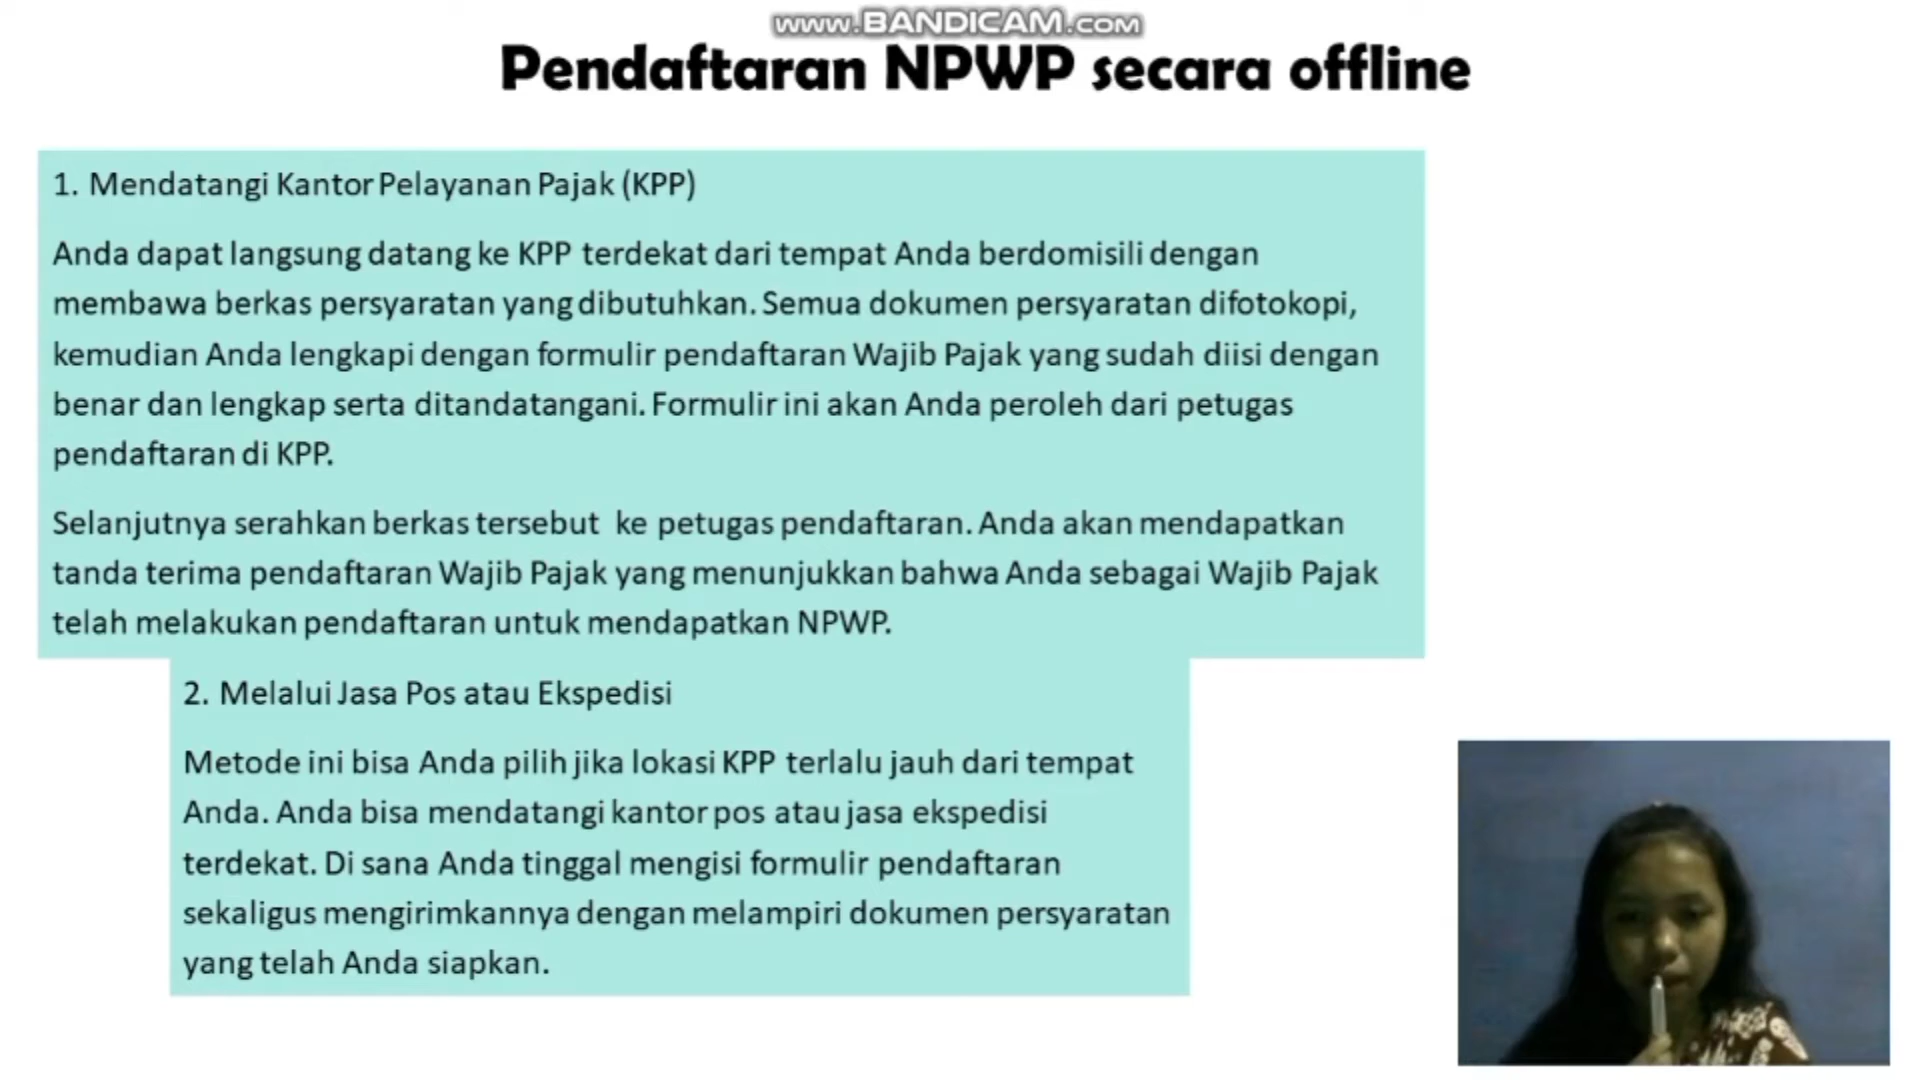 www.BANDICAM.com
Pendaftaran NPWP secara offline
1. Mendatangi Kantor Pelayanan Pajak (KPP)
Anda dapat langsung datang ke KPP terdekat dari tempat Anda berdomisili dengan
membawa berkas persyaratan yang dibutuhkan. Semua dokumen persyaratan difotokopi,
kemudian Anda lengkapi dengan formulir pendaftaran Wajib Pajak yang sudah diisi dengan
benar dan lengkap serta ditandatangani. Formulir ini akan Anda peroleh dari petugas
pendaftaran di KPP.
Selanjutnya serahkan berkas tersebut ke petugas pendaftaran. Anda akan mendapatkan
tanda terima pendaftaran Wajib Pajak yang menunjukkan bahwa Anda sebagai Wajib Pajak
telah melakukan pendaftaran untuk mendapatkan NPWP.
2. Melalui Jasa Pos atau Ekspedisi
Metode ini bisa Anda pilih jika lokasi KPP terlalu jauh dari tempat
Anda. Anda bisa mendatangi kantor pos atau jasa ekspedisi
terdekat. Di sana Anda tinggal mengisi formulir pendaftaran
sekaligus mengirimkannya dengan melampiri dokumen persyaratan
yang telah Anda siapkan.